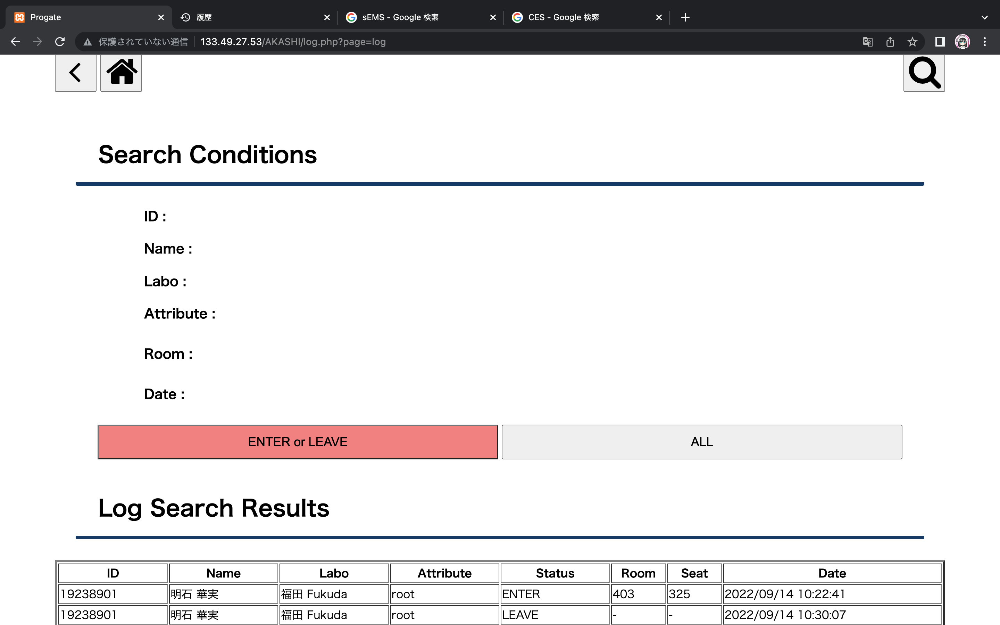 Progate
履歴
sEMS - Google 検索
CES - Google 検索
保護されていない通信 133.49.27.53/AKASHI/log.php?page=log
Search Conditions
ID :
Name :
Labo :
Attribute :
Room :
Date :
ENTER or LEAVE ALL
Log Search Results
ID Name Labo Attribute Status Room Seat Date
19238901 明石 華実 福田 Fukuda root ENTER 403 325 2022/09/14 10:22:41
19238901 明石 華実 福田 Fukuda root LEAVE - - 2022/09/14 10:30:07